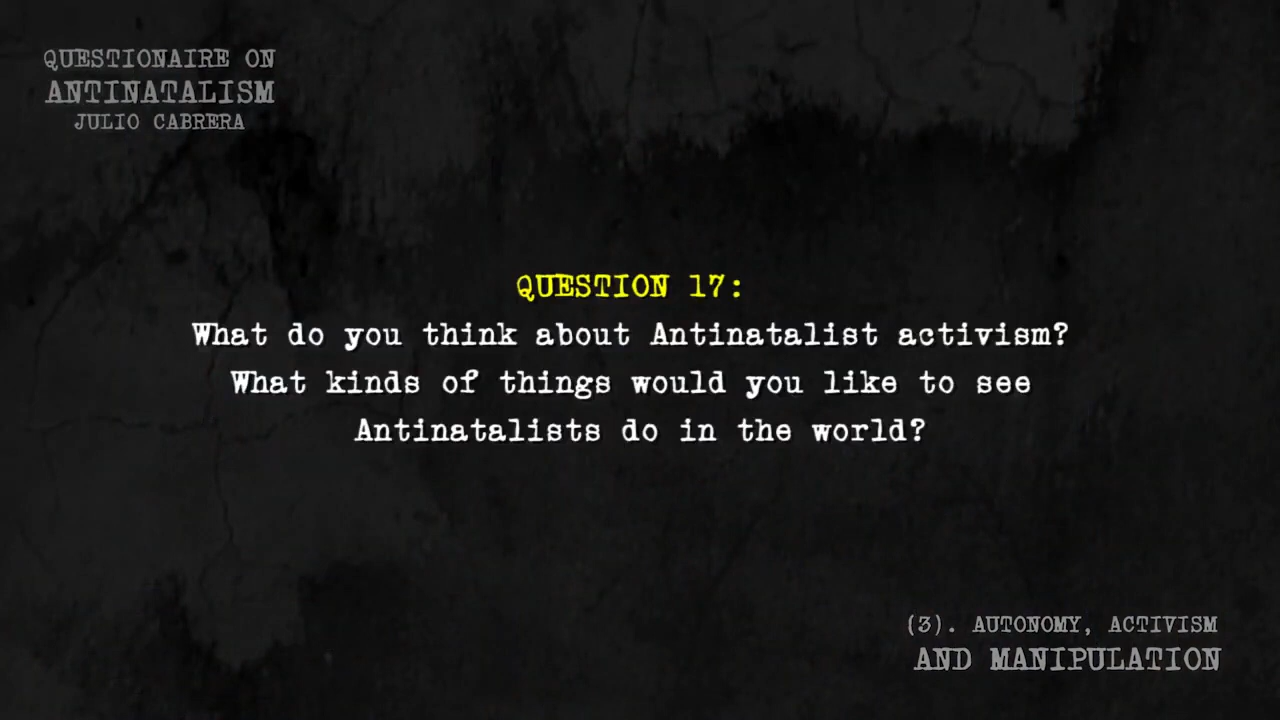 QUESTIONAIRE ON
ANTINATALISM
JULIO CABRERA
QUESTION 17:
What do you think about Antinatalist activism?
What kinds of things would you like to see
Antinatalists do in the world?
(3). AUTONOMY, ACTIVISM
AND MANIPULATION